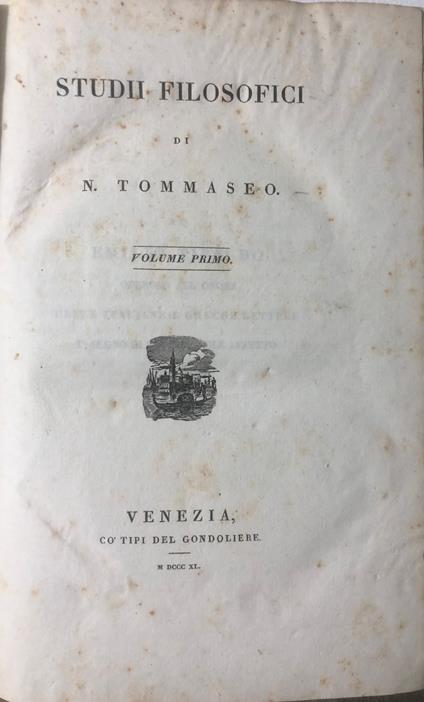 STUDII FILOSOFICI
DI
N. TOMMASEO.
VOLUME PRIMO.
VENEZIA,
CO' TIPI DEL GONDOLIERE.
M DCCC XL.